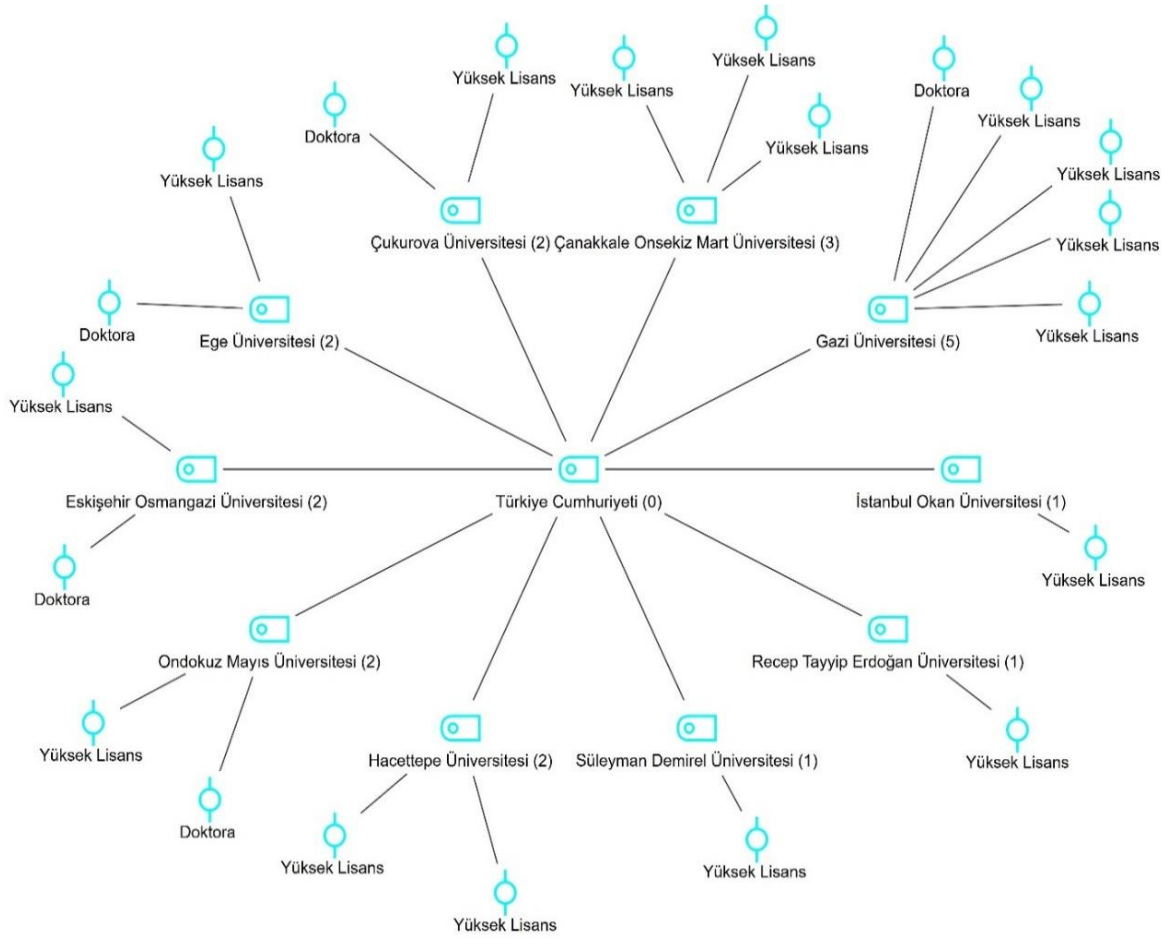 Yüksek Lisans
Yüksek Lisans
Yüksek Lisans
Doktora
Yüksek Lisans
Doktora
Yüksek Lisans
Yüksek Lisans
Yüksek Lisans
Yüksek Lisans
Çukurova Üniversitesi (2)
Çanakkale Onsekiz Mart Üniversitesi (3)
Yüksek Lisans
Doktora
Ege Üniversitesi (2)
Gazi Üniversitesi (5)
Yüksek Lisans
Yüksek Lisans
Eskişehir Osmangazi Üniversitesi (2)
Türkiye Cumhuriyeti (0)
İstanbul Okan Üniversitesi (1)
Yüksek Lisans
Doktora
Ondokuz Mayıs Üniversitesi (2)
Recep Tayyip Erdoğan Üniversitesi (1)
Yüksek Lisans
Hacettepe Üniversitesi (2)
Süleyman Demirel Üniversitesi (1)
Yüksek Lisans
Doktora
Yüksek Lisans
Yüksek Lisans
Yüksek Lisans